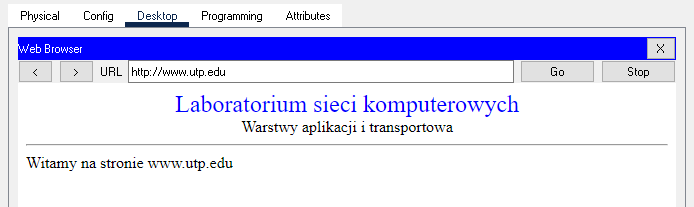 Physical Config Desktop Programming Attributes
Web Browser X
< > URL http://www.utp.edu Go Stop
Laboratorium sieci komputerowych
Warstwy aplikacji i transportowa
Witamy na stronie www.utp.edu